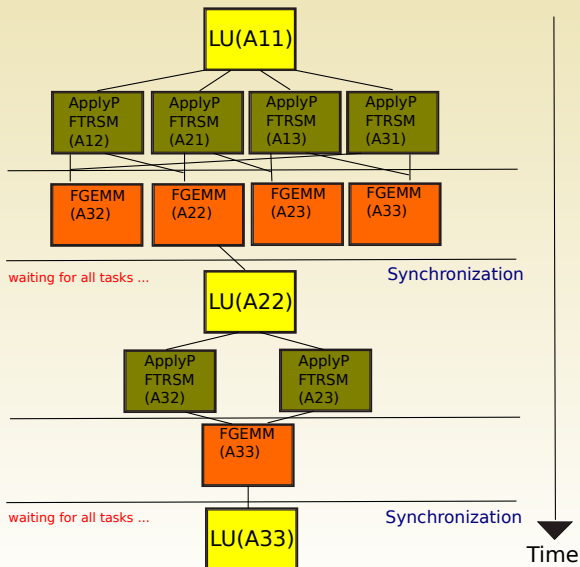 LU(A11)
ApplyP
FTRSM
(A12)
ApplyP
FTRSM
(A21)
ApplyP
FTRSM
(A13)
ApplyP
FTRSM
(A31)
FGEMM
(A32)
FGEMM
(A22)
FGEMM
(A23)
FGEMM
(A33)
waiting for all tasks ...
Synchronization
LU(A22)
ApplyP
FTRSM
(A32)
ApplyP
FTRSM
(A23)
FGEMM
(A33)
waiting for all tasks ...
Synchronization
LU(A33)
Time